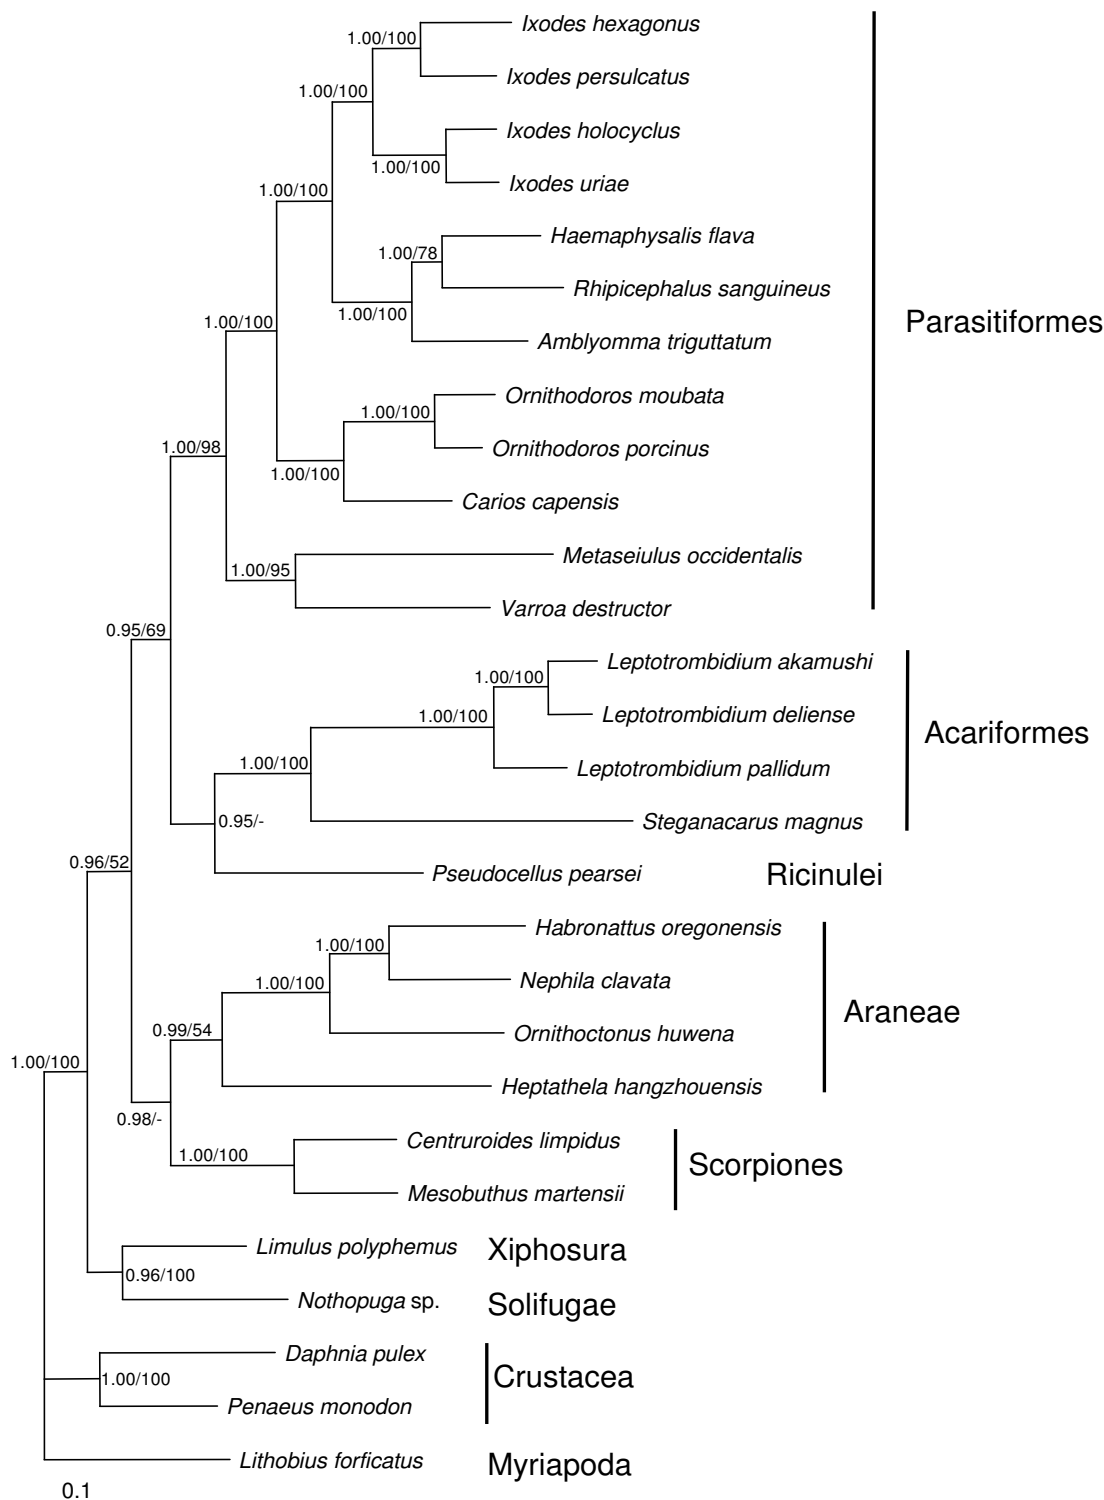 Ixodes hexagonus
1.00/100
Ixodes persulcatus
1.00/100
Ixodes holocyclus
1.00/100
Ixodes uriae
1.00/100
Haemaphysalis flava
1.00/78
Rhipicephalus sanguineus
1.00/100
Parasitiformes
1.00/100
Amblyomma triguttatum
Ornithodoros moubata
1.00/100
Ornithodoros porcinus
1.00/98
1.00/100
Carios capensis
Metaseiulus occidentalis
1.00/95
Varroa destructor
0.95/69
Leptotrombidium akamushi
1.00/100
Leptotrombidium deliense
1.00/100
Acariformes
1.00/100
Leptotrombidium pallidum
0.95/-
Steganacarus magnus
0.96/52
Pseudocellus pearsei
Ricinulei
Habronattus oregonensis
1.00/100
Nephila clavata
1.00/100
Araneae
0.99/54
Ornithoctonus huwena
1.00/100
Heptathela hangzhouensis
0.98/-
Centruroides limpidus
1.00/100
Scorpiones
Mesobuthus martensii
Limulus polyphemus
Xiphosura
0.96/100
Nothopuga sp.
Solifugae
Daphnia pulex
1.00/100
Crustacea
Penaeus monodon
Lithobius forficatus
Myriapoda
0.1